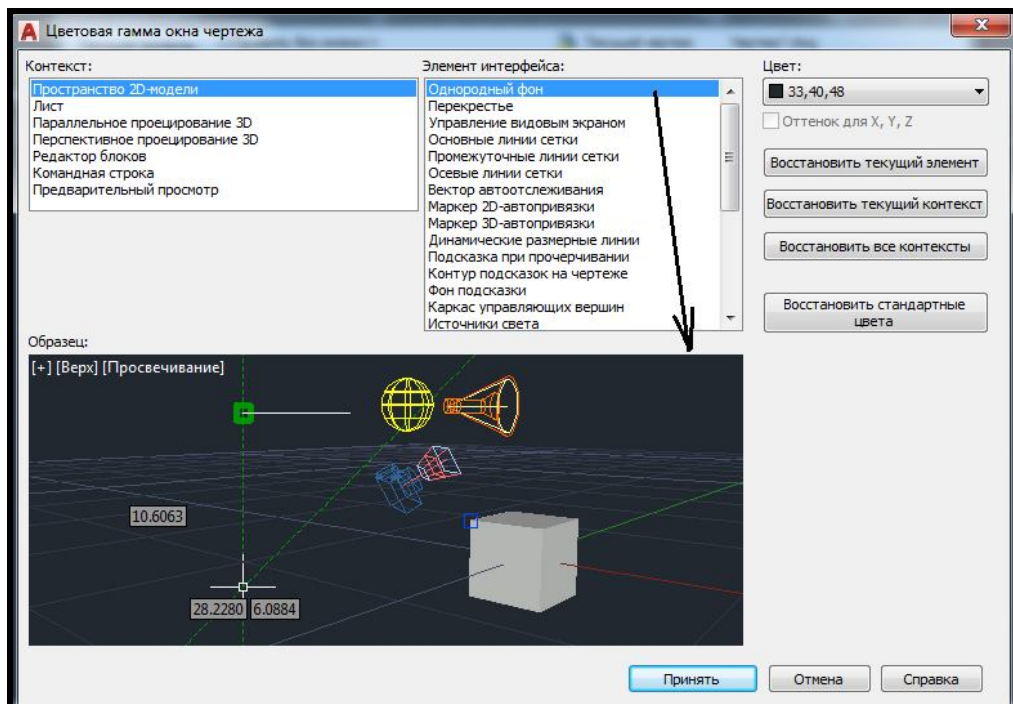 Цветовая гамма окна чертежа
Контекст:
Пространство 2D-модели
Лист
Параллельное проецирование 3D
Перспективное проецирование 3D
Редактор блоков
Командная строка
Предварительный просмотр
Элемент интерфейса:
Однородный фон
Перекрестье
Управление видовым экраном
Основные линии сетки
Промежуточные линии сетки
Осевые линии сетки
Вектор автоотслеживания
Маркер 2D-автопривязки
Маркер 3D-автопривязки
Динамические размерные линии
Подсказка при прочерчивании
Контур подсказок на чертеже
Фон подсказки
Каркас управляющих вершин
Источники света
Цвет:
33,40,48
Оттенок для X, Y, Z
Восстановить текущий элемент
Восстановить текущий контекст
Восстановить все контексты
Восстановить стандартные
цвета
Образец:
[+] [Верх] [Просвечивание]
10.6063
28.2280 6.0884
Принять
Отмена
Справка